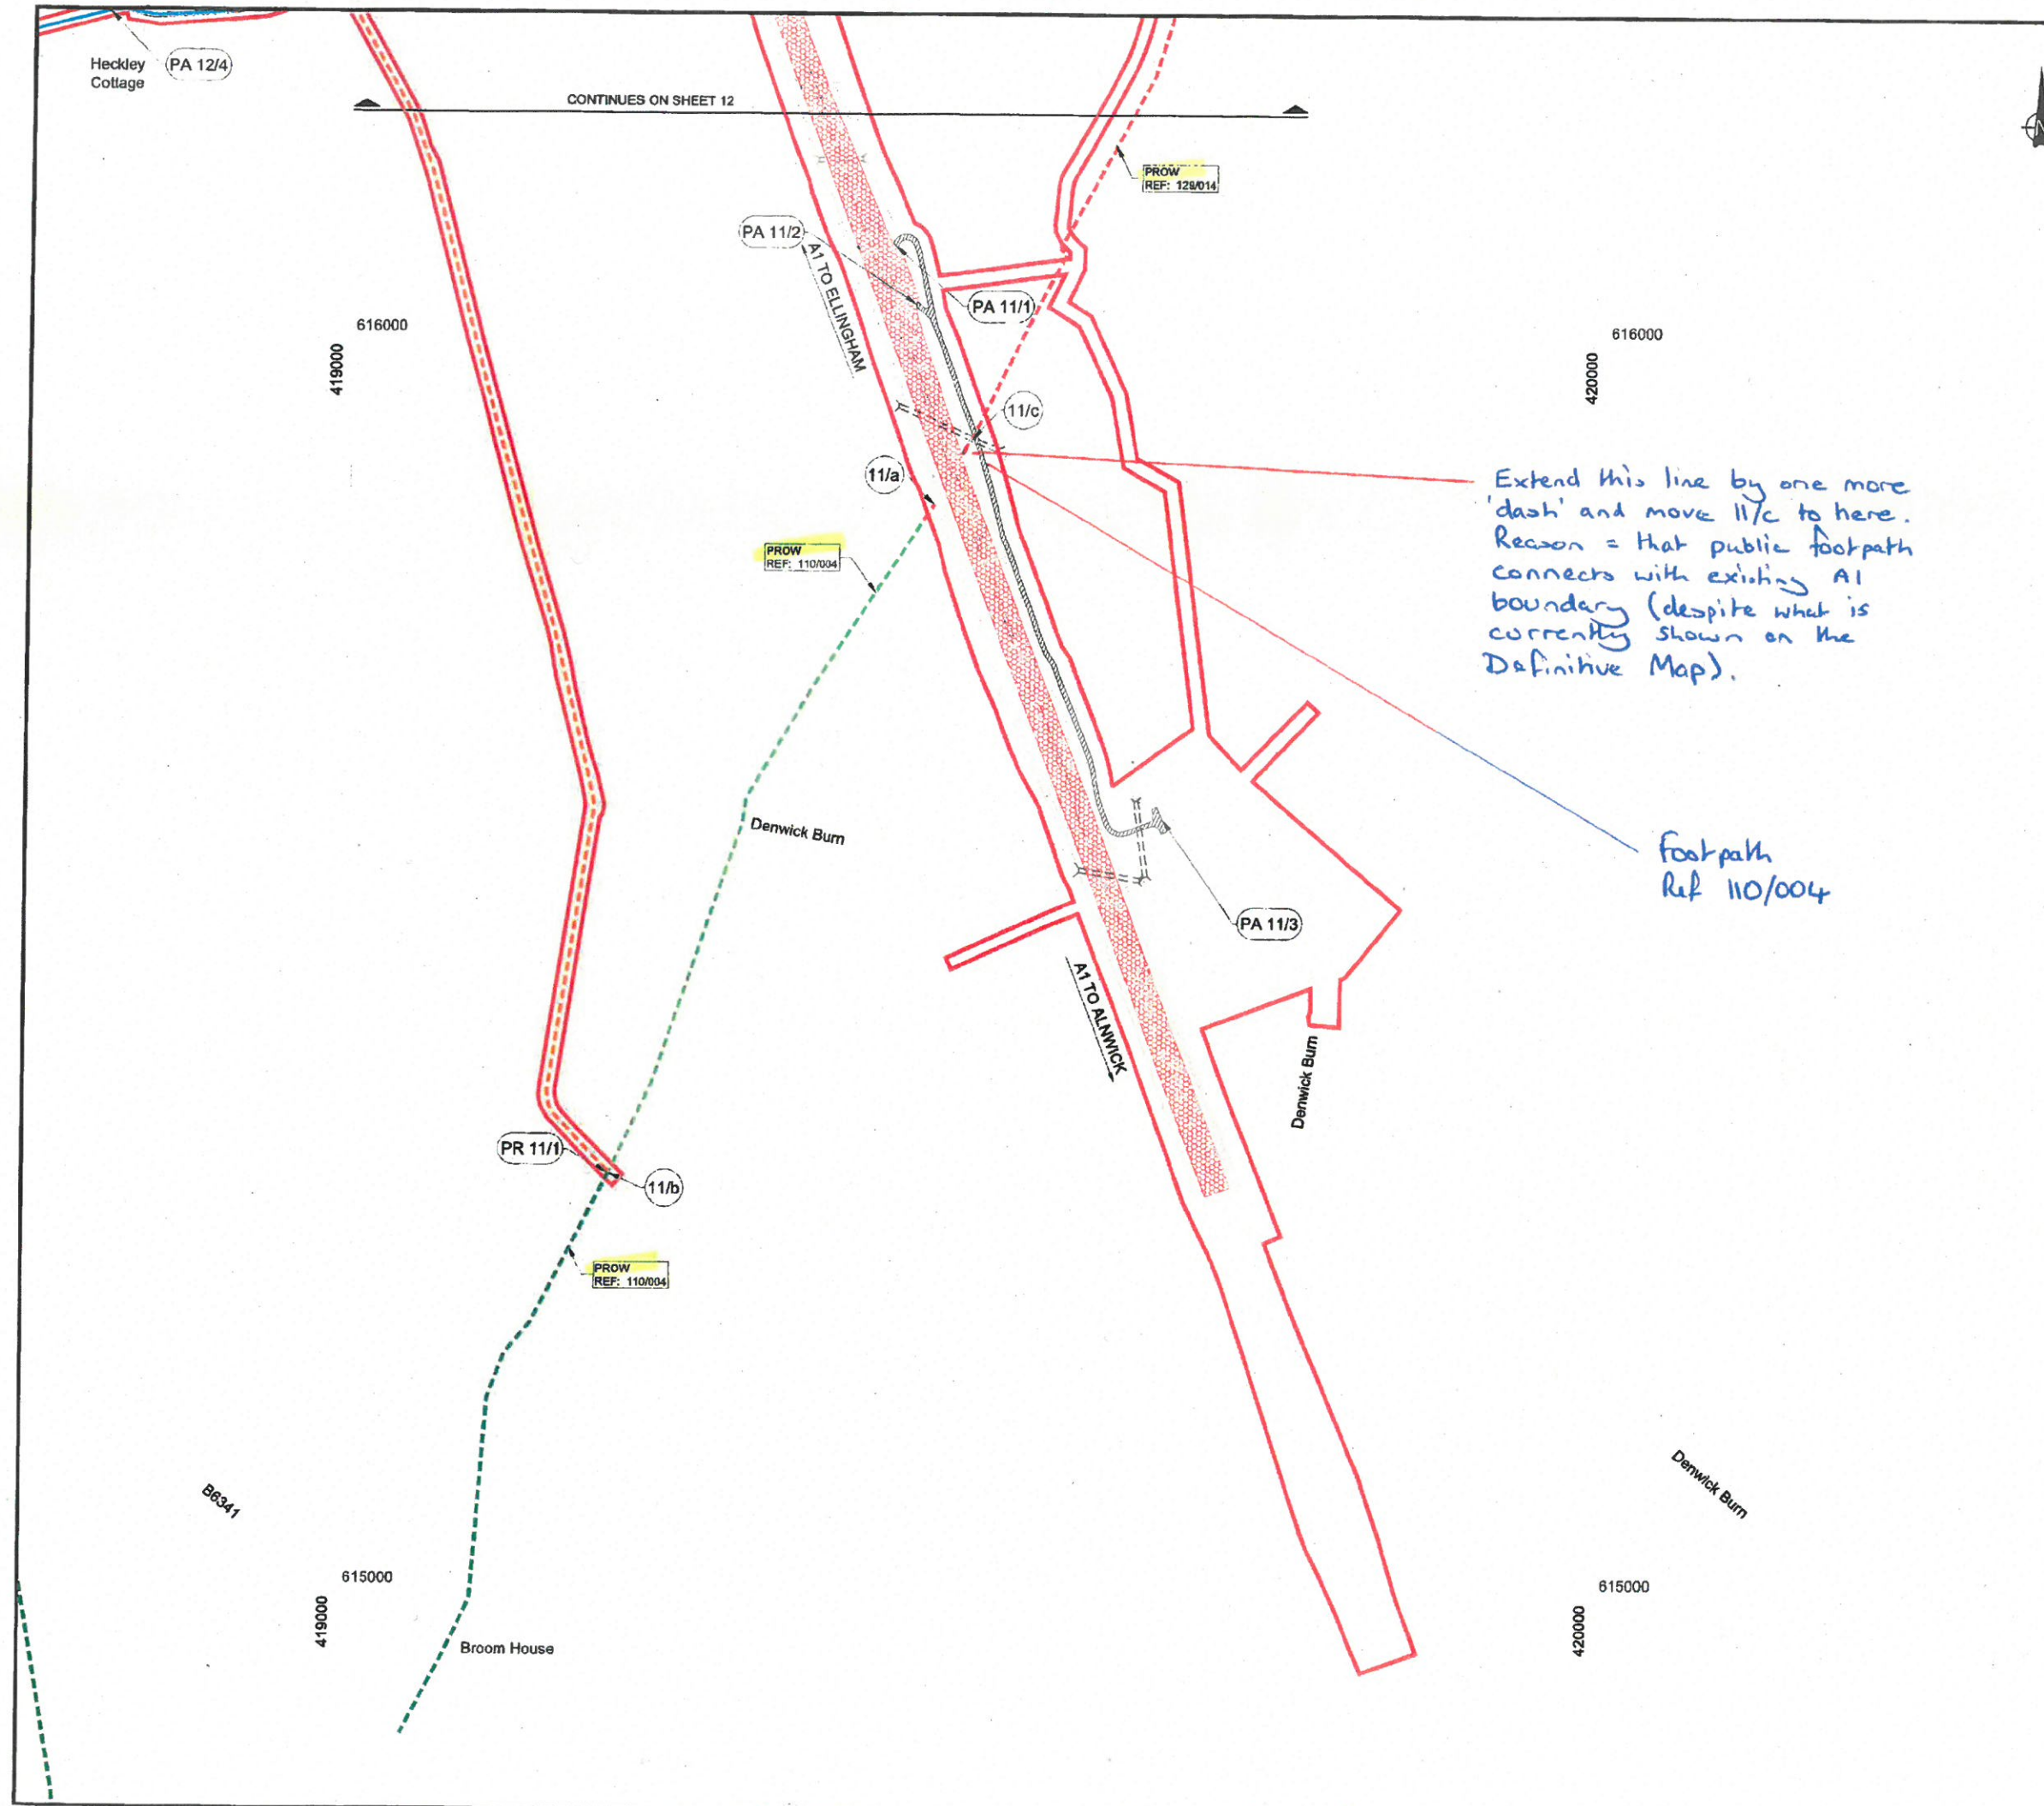 Heckley
Cottage
PA 12/4
CONTINUES ON SHEET 12
PROW
REF: 128/014
PA 11/2
A1 TO ELLINGHAM
PA 11/1
616000
419000
616000
420000
11/c
11/a
Extend this line by one more
'dash' and move 11/c to here.
Reason = that public footpath
connects with existing A1
boundary (despite what is
currently shown on the
Definitive Map).
PROW
REF: 110/004
Denwick Burn
Footpath
Ref 110/004
PA 11/3
A1 TO ALNWICK
Denwick Burn
PR 11/1
11/b
PROW
REF: 110/004
B6341
Denwick Burn
615000
419000
615000
420000
Broom House
N